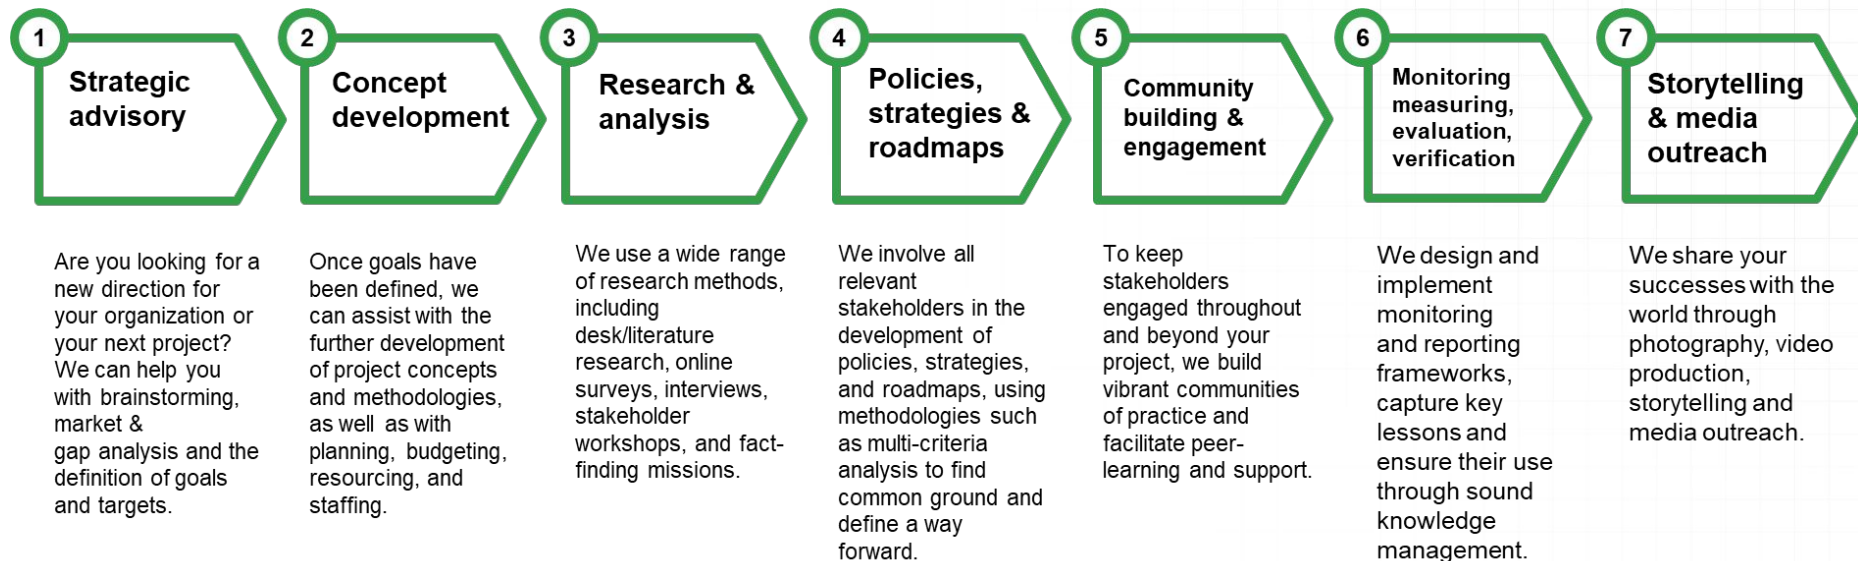 1
Strategic
advisory
Are you looking for a
new direction for
your organization or
your next project?
We can help you
with brainstorming,
market &
gap analysis and the
definition of goals
and targets.
2
Concept
development
Once goals have
been defined, we
can assist with the
further development
of project concepts
and methodologies,
as well as with
planning, budgeting,
resourcing, and
staffing.
3
Research &
analysis
We use a wide range
of research methods,
including
desk/literature
research, online
surveys, interviews,
stakeholder
workshops, and fact-
finding missions.
4
Policies,
strategies &
roadmaps
We involve all
relevant
stakeholders in the
development of
policies, strategies,
and roadmaps, using
methodologies such
as multi-criteria
analysis to find
common ground and
define a way
forward.
5
Community
building &
engagement
To keep
stakeholders
engaged throughout
and beyond your
project, we build
vibrant communities
of practice and
facilitate peer-
learning and support.
6
Monitoring
measuring,
evaluation,
verification
We design and
implement
monitoring
and reporting
frameworks,
capture key
lessons and
ensure their use
through sound
knowledge
management.
7
Storytelling
& media
outreach
We share your
successes with the
world through
photography, video
production,
storytelling and
media outreach.